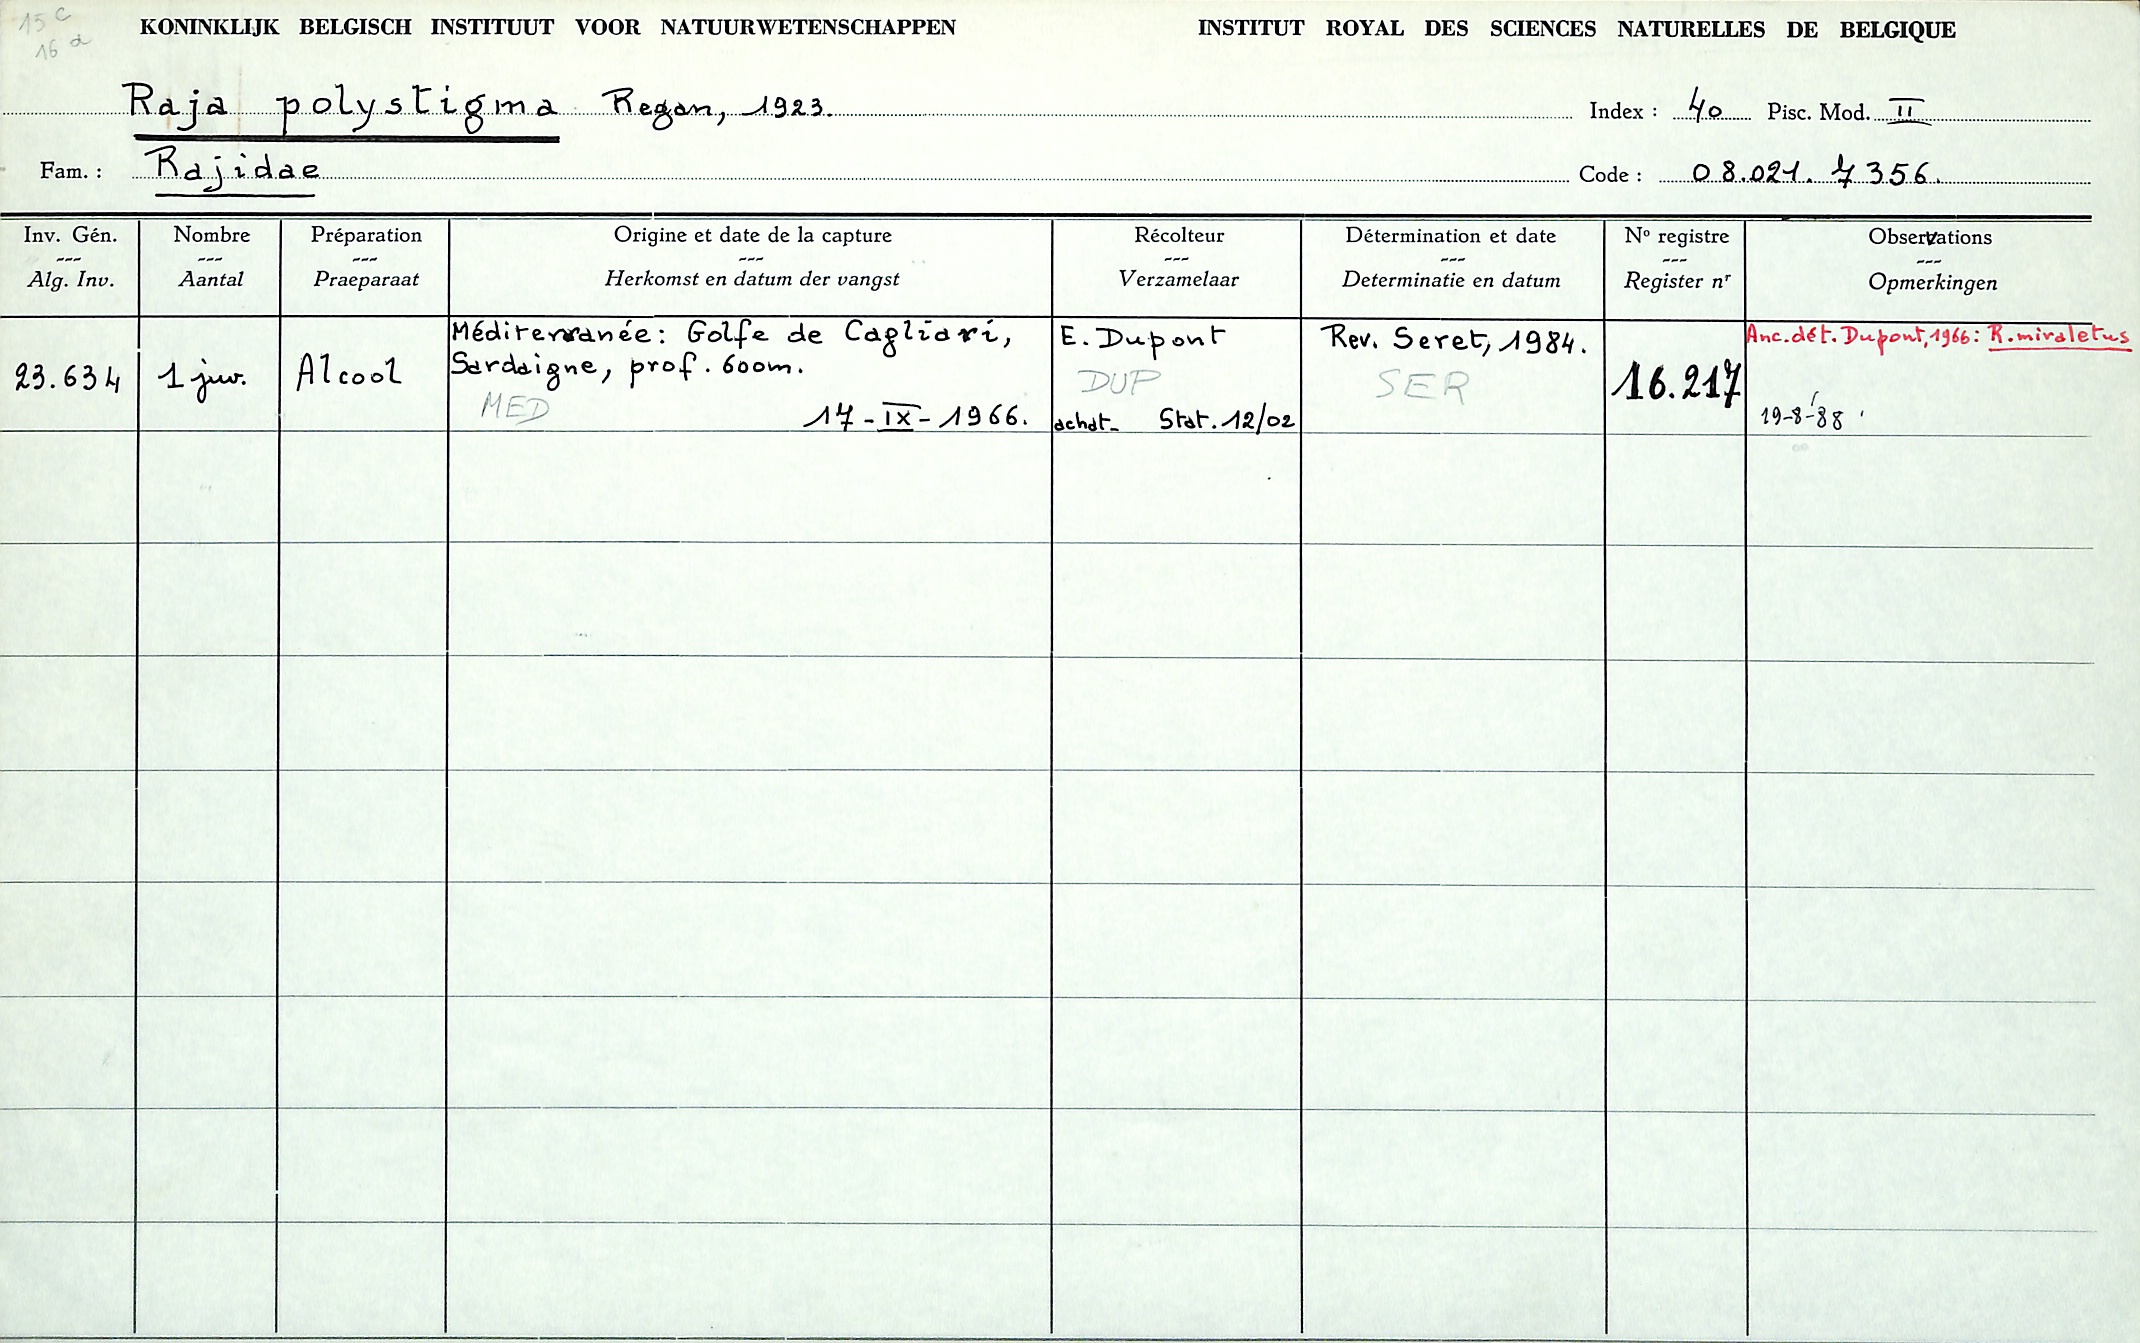 15 c
16 a
KONINKLIJK BELGISCH INSTITUUT VOOR NATUURWETENSCHAPPEN
INSTITUT ROYAL DES SCIENCES NATURELLES DE BELGIQUE
Raja polystigma Regan, 1923.
Index : 40 Pisc. Mod. II
Fam. : Rajidae
Code : 08.021.7356.
Inv. Gén.
Alg. Inv.
Nombre
Aantal
Préparation
Praeparaat
Origine et date de la capture
Herkomst en datum der vangst
Récolteur
Verzamelaar
Détermination et date
Determinatie en datum
Nº registre
Register nr
Observations
Opmerkingen
23.634
1 juv.
Alcool
Méditerranée: Golfe de Cagliari,
Sardaigne, prof. 600m.
MED
17-IX-1966.
E. Dupont
DUP
achat- Stat. 12/02
Rev. Seret, 1984.
SER
16.217
Anc. dét. Dupont, 1966: R. miraletus
19-8-88